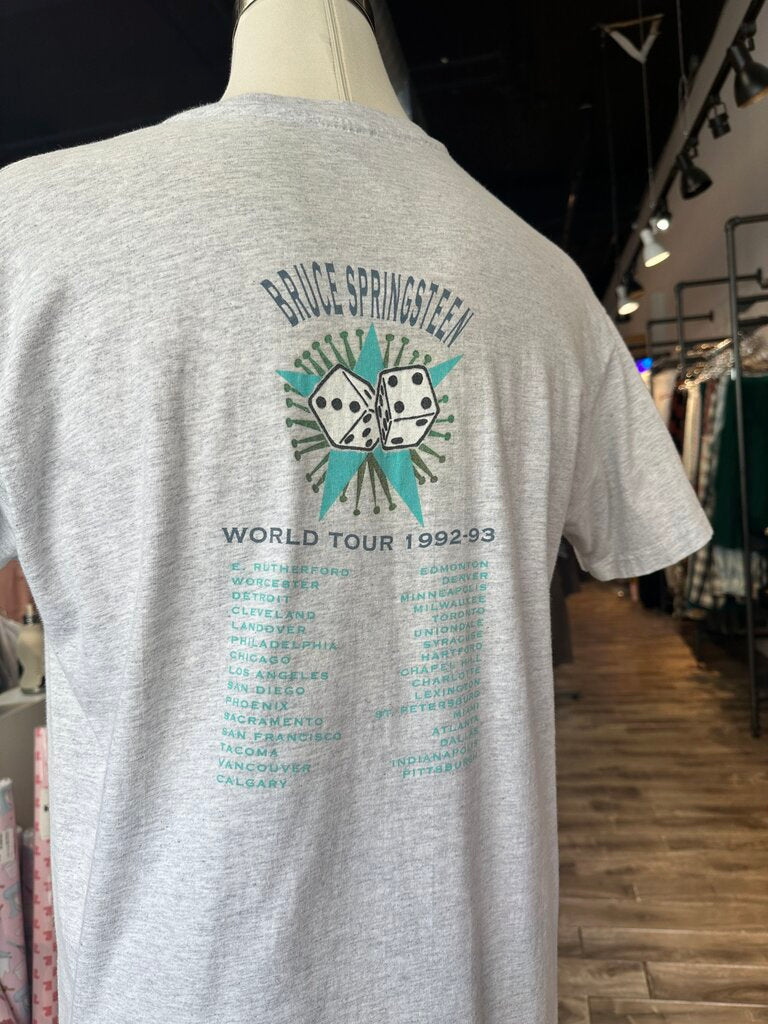 BRUCE SPRINGSTEEN
WORLD TOUR 1992-93
E. RUTHERFORD
WORCESTER
DETROIT
CLEVELAND
LANDOVER
PHILADELPHIA
CHICAGO
LOS ANGELES
SAN DIEGO
PHOENIX
SACRAMENTO
SAN FRANCISCO
TACOMA
VANCOUVER
CALGARY
EDMONTON
DENVER
MINNEAPOLIS
MILWAUKEE
TORONTO
UNIONDALE
SYRACUSE
HARTFORD
CHAPEL HILL
CHARLOTTE
LEXINGTON
ST. PETERSBURG
MIAMI
ATLANTA
DALLAS
INDIANAPOLIS
PITTSBURGH